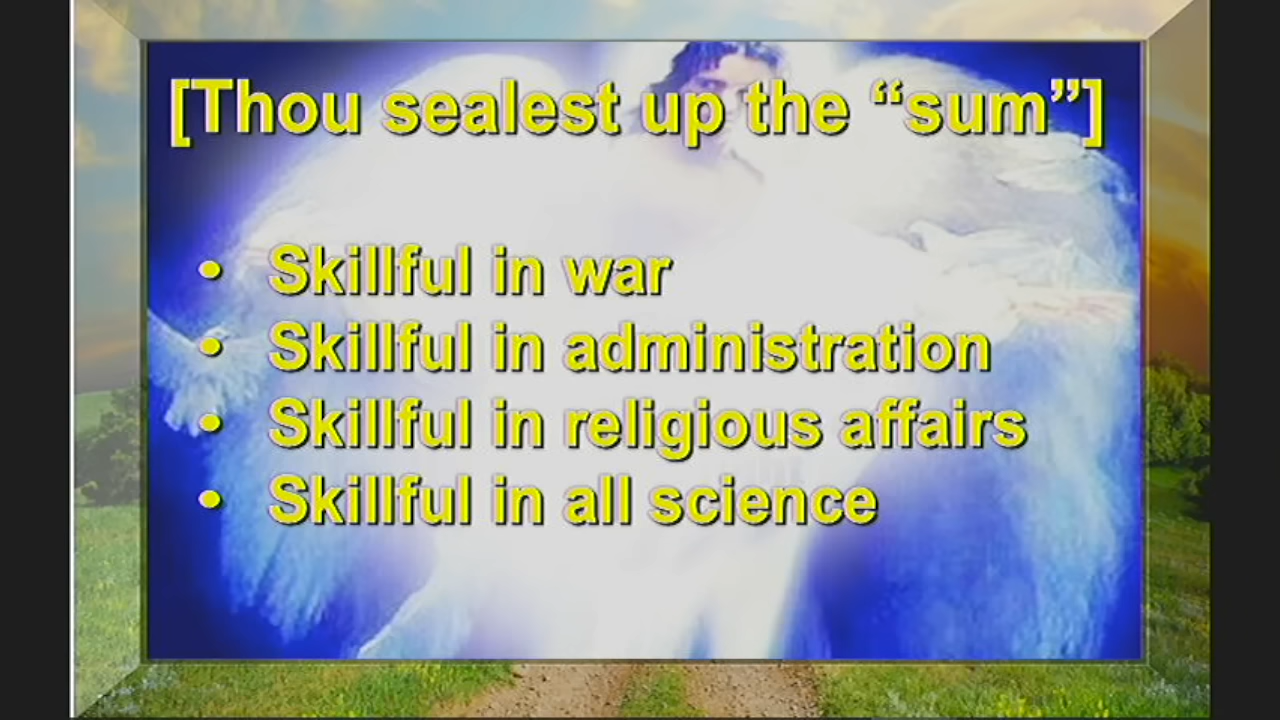 [Thou sealest up the “sum”]
• Skillful in war
• Skillful in administration
• Skillful in religious affairs
• Skillful in all science